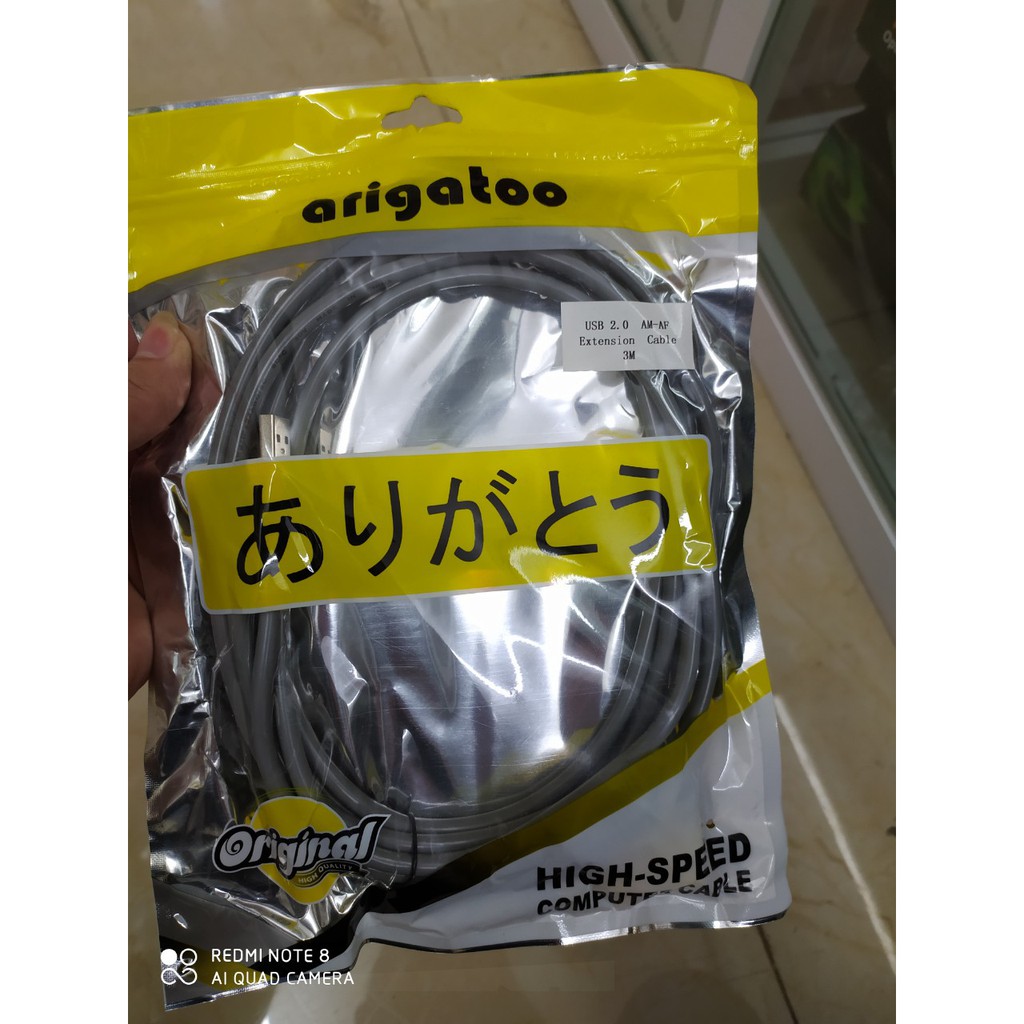 arigatoo
USB 2.0 AM-AF
Extension Cable
3M
ありがとう
Original
HIGH QUALITY
HIGH-SPEED
COMPUTER CABLE
REDMI NOTE 8
AI QUAD CAMERA